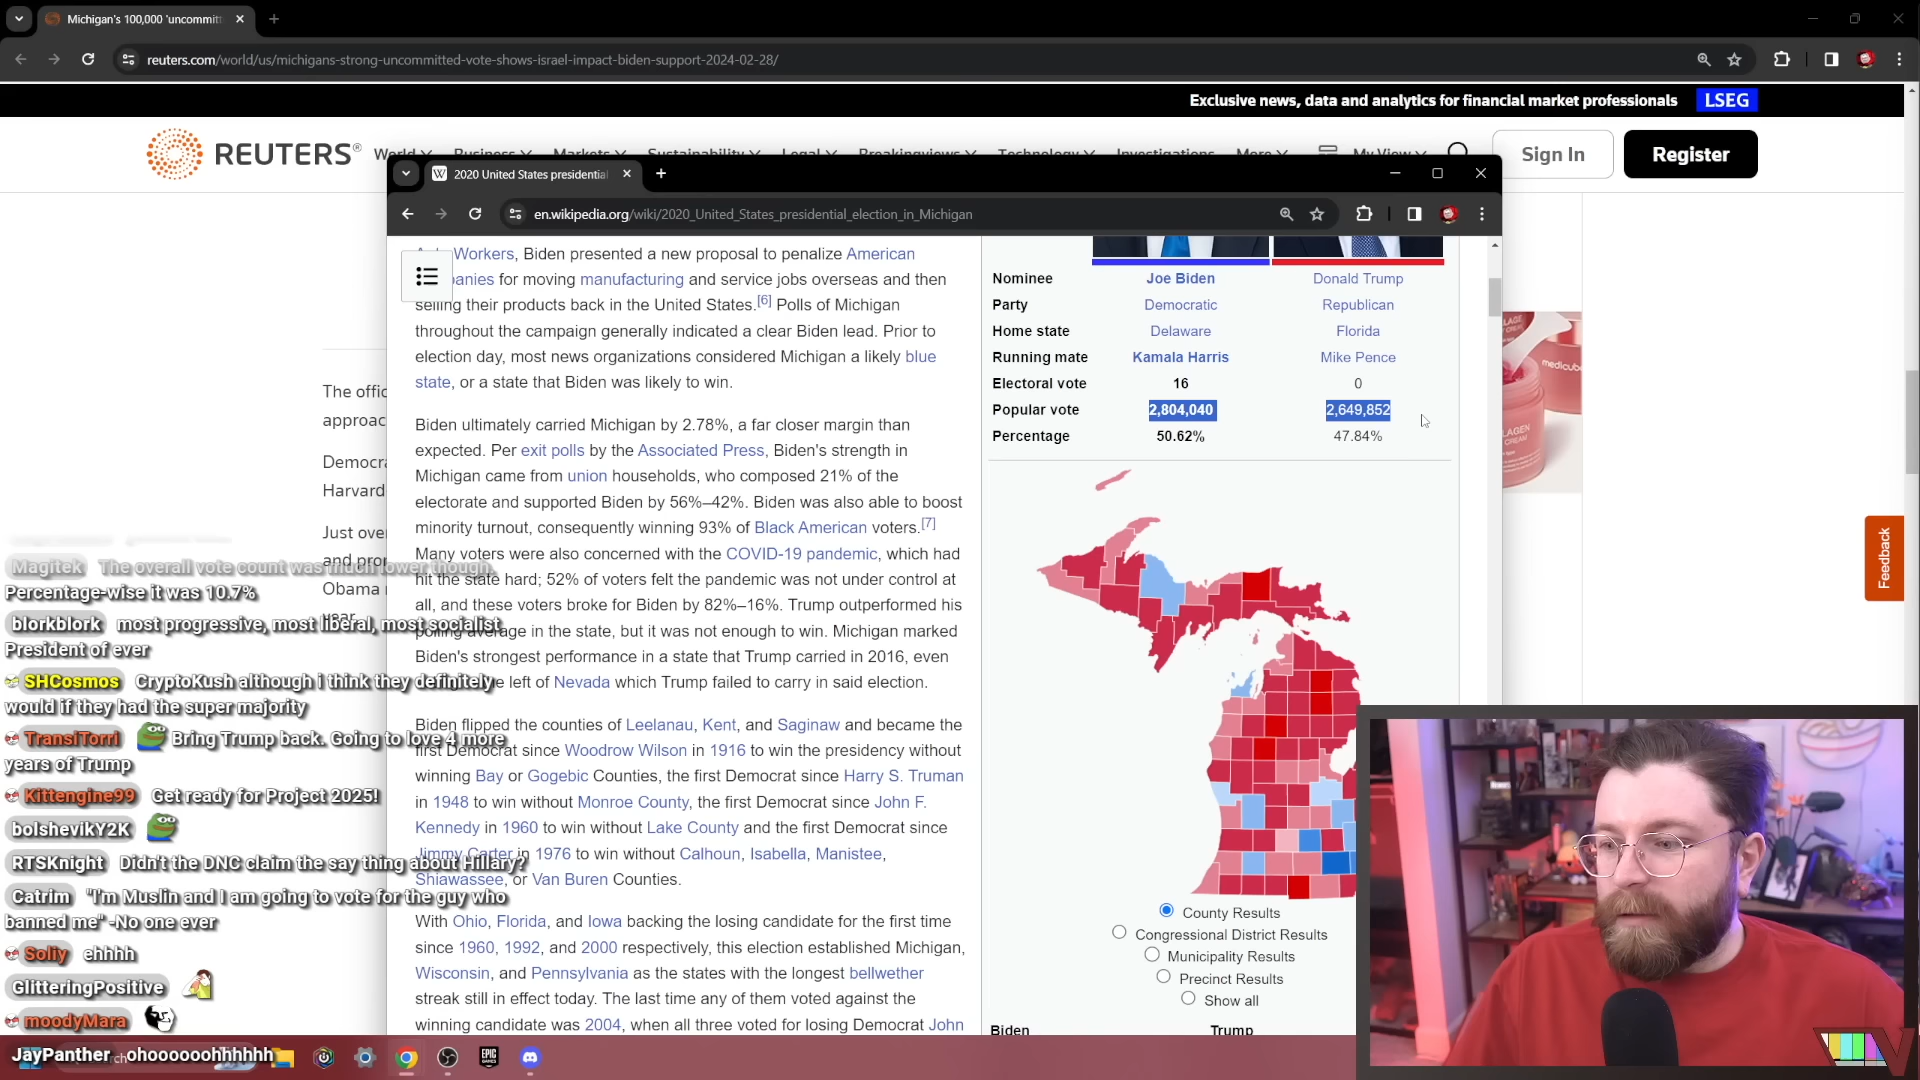 Michigan's 100,000 'uncommitt
reuters.com/world/us/michigans-strong-uncommitted-vote-shows-israel-impact-biden-support-2024-02-28/
Exclusive news, data and analytics for financial market professionals LSEG
REUTERS® World Business Markets Sustainability Legal Breakingviews Technology Investigations More My View Sign In Register
2020 United States presidential
en.wikipedia.org/wiki/2020_United_States_presidential_election_in_Michigan
Workers, Biden presented a new proposal to penalize American
anies for moving manufacturing and service jobs overseas and then
selling their products back in the United States.[6] Polls of Michigan
throughout the campaign generally indicated a clear Biden lead. Prior to
election day, most news organizations considered Michigan a likely blue
state, or a state that Biden was likely to win.
Biden ultimately carried Michigan by 2.78%, a far closer margin than
expected. Per exit polls by the Associated Press, Biden's strength in
Michigan came from union households, who composed 21% of the
electorate and supported Biden by 56%–42%. Biden was also able to boost
minority turnout, consequently winning 93% of Black American voters.[7]
Many voters were also concerned with the COVID-19 pandemic, which had
hit the state hard; 52% of voters felt the pandemic was not under control at
all, and these voters broke for Biden by 82%–16%. Trump outperformed his
polling average in the state, but it was not enough to win. Michigan marked
Biden's strongest performance in a state that Trump carried in 2016, even
left of Nevada which Trump failed to carry in said election.
Biden flipped the counties of Leelanau, Kent, and Saginaw and became the
first Democrat since Woodrow Wilson in 1916 to win the presidency without
winning Bay or Gogebic Counties, the first Democrat since Harry S. Truman
in 1948 to win without Monroe County, the first Democrat since John F.
Kennedy in 1960 to win without Lake County and the first Democrat since
Jimmy Carter in 1976 to win without Calhoun, Isabella, Manistee,
Shiawassee, or Van Buren Counties.
With Ohio, Florida, and Iowa backing the losing candidate for the first time
since 1960, 1992, and 2000 respectively, this election established Michigan,
Wisconsin, and Pennsylvania as the states with the longest bellwether
streak still in effect today. The last time any of them voted against the
winning candidate was 2004, when all three voted for losing Democrat John
Nominee Joe Biden Donald Trump
Party Democratic Republican
Home state Delaware Florida
Running mate Kamala Harris Mike Pence
Electoral vote 16 0
Popular vote 2,804,040 2,649,852
Percentage 50.62% 47.84%
County Results
Congressional District Results
Municipality Results
Precinct Results
Show all
Biden Trump
The offic
approac
Democra
Harvard
Just ove
and pro
Obama
year.
Magitek The overall vote count was much lower though.
Percentage-wise it was 10.7%
blorkblork most progressive, most liberal, most socialist
President of ever
SHCosmos CryptoKush although i think they definitely
would if they had the super majority
TransiTorri Bring Trump back. Going to love 4 more
years of Trump
Kittengine99 Get ready for Project 2025!
bolshevikY2K
RTSKnight Didn't the DNC claim the say thing about Hillary?
Catrim "I'm Muslin and I am going to vote for the guy who
banned me" -No one ever
Soliy ehhhh
GlitteringPositive
moodyMara
JayPanther ohoooooohhhhhh
EPIC GAMES
medicube
COLLAGEN
CREAM
Feedback